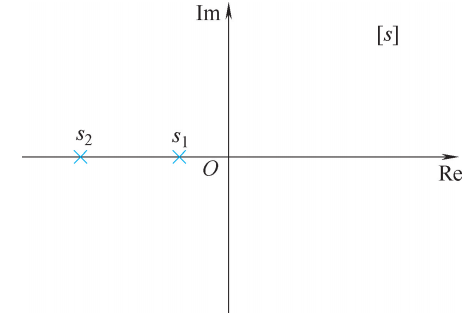 Im
[s]
s₂
s₁
O
Re